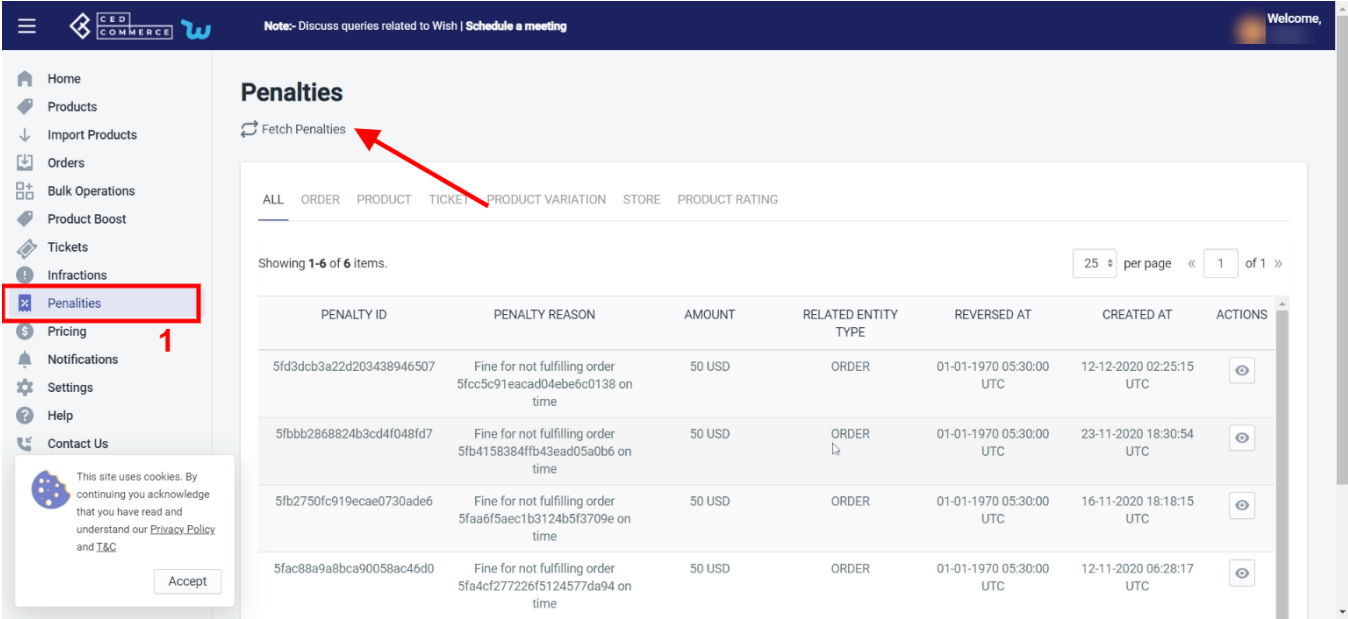 CED
COMMERCE
Note:- Discuss queries related to Wish | Schedule a meeting
Welcome,
Home
Products
Import Products
Orders
Bulk Operations
Product Boost
Tickets
Infractions
Penalities
1
Pricing
Notifications
Settings
Help
Contact Us
This site uses cookies. By
continuing you acknowledge
that you have read and
understand our Privacy Policy
and T&C
Accept
Penalties
Fetch Penalties
ALL ORDER PRODUCT TICKET PRODUCT VARIATION STORE PRODUCT RATING
Showing 1-6 of 6 items.
25 per page « 1 of 1 »
PENALTY ID PENALTY REASON AMOUNT RELATED ENTITY REVERSED AT CREATED AT ACTIONS
TYPE
5fd3dcb3a22d203438946507 Fine for not fulfilling order 50 USD ORDER 01-01-1970 05:30:00 12-12-2020 02:25:15
5fcc5c91eacad04ebe6c0138 on UTC UTC
time
5fbbb2868824b3cd4f048fd7 Fine for not fulfilling order 50 USD ORDER 01-01-1970 05:30:00 23-11-2020 18:30:54
5fb4158384ffb43ead05a0b6 on UTC UTC
time
5fb2750fc919ecae0730ade6 Fine for not fulfilling order 50 USD ORDER 01-01-1970 05:30:00 16-11-2020 18:18:15
5faa6f5aec1b3124b5f3709e on UTC UTC
time
5fac88a9a8bca90058ac46d0 Fine for not fulfilling order 50 USD ORDER 01-01-1970 05:30:00 12-11-2020 06:28:17
5fa4cf277226f5124577da94 on UTC UTC
time